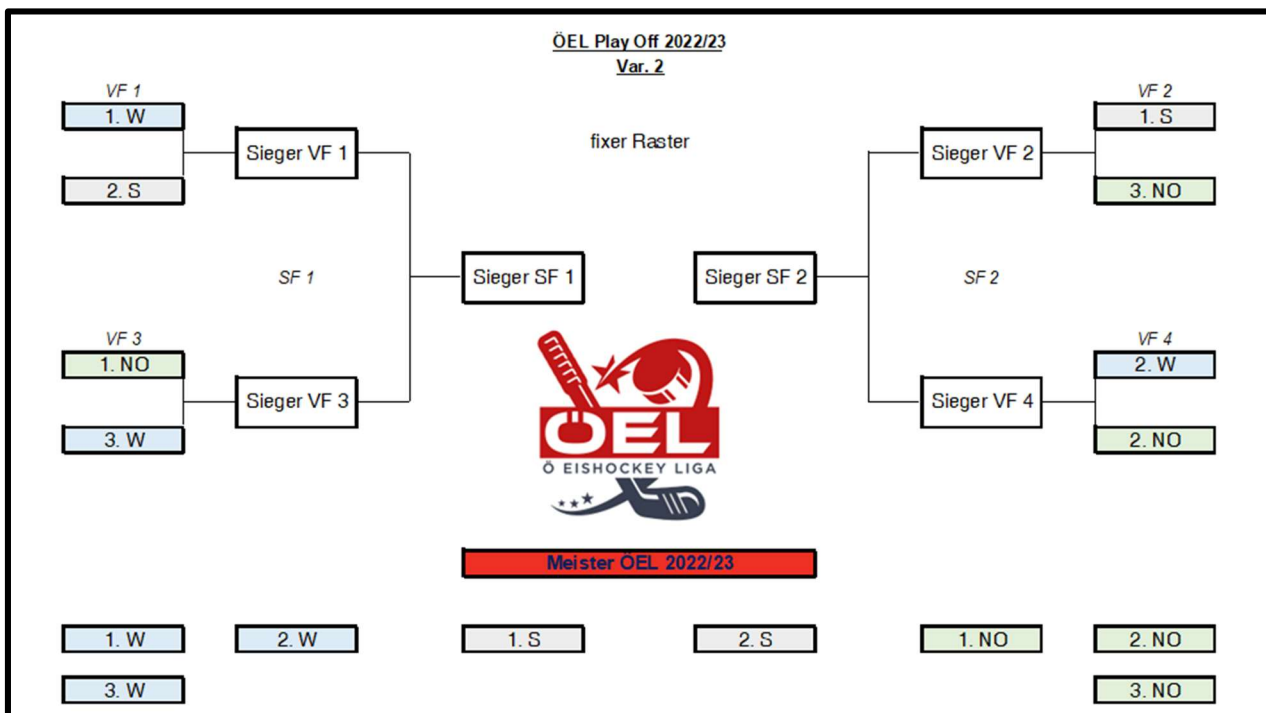 ÖEL Play Off 2022/23
Var. 2
VF 1
VF 2
1. W
1. S
fixer Raster
Sieger VF 1
Sieger VF 2
2. S
3. NO
SF 1
Sieger SF 1
Sieger SF 2
SF 2
VF 3
VF 4
1. NO
2. W
Sieger VF 3
Sieger VF 4
3. W
2. NO
ÖEL
Ö EISHOCKEY LIGA
Meister ÖEL 2022/23
1. W
2. W
1. S
2. S
1. NO
2. NO
3. W
3. NO